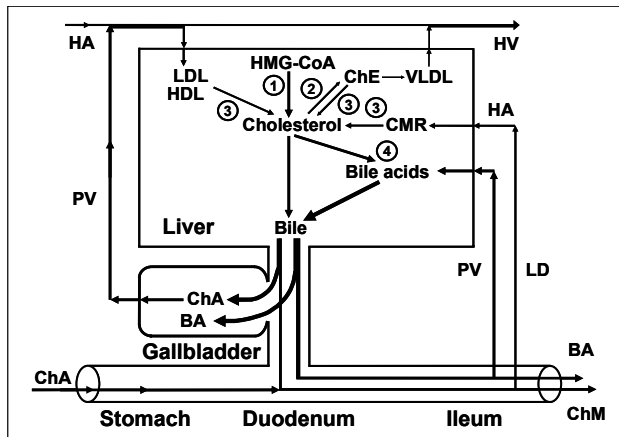 HA
HV
HMG-CoA
LDL
HDL
1
2
ChE
VLDL
3
3
3
HA
Cholesterol
CMR
4
Bile acids
PV
Liver
Bile
PV
LD
ChA
BA
Gallbladder
BA
ChA
ChM
Stomach
Duodenum
Ileum